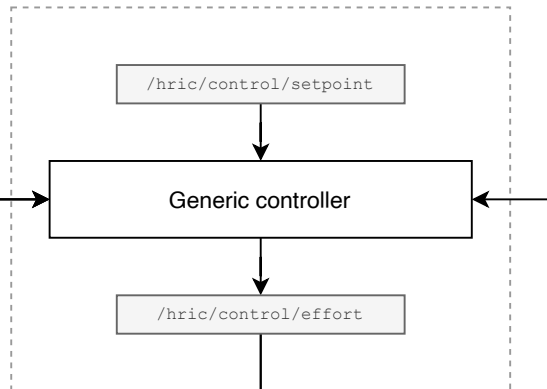 /hric/control/setpoint
Generic controller
/hric/control/effort